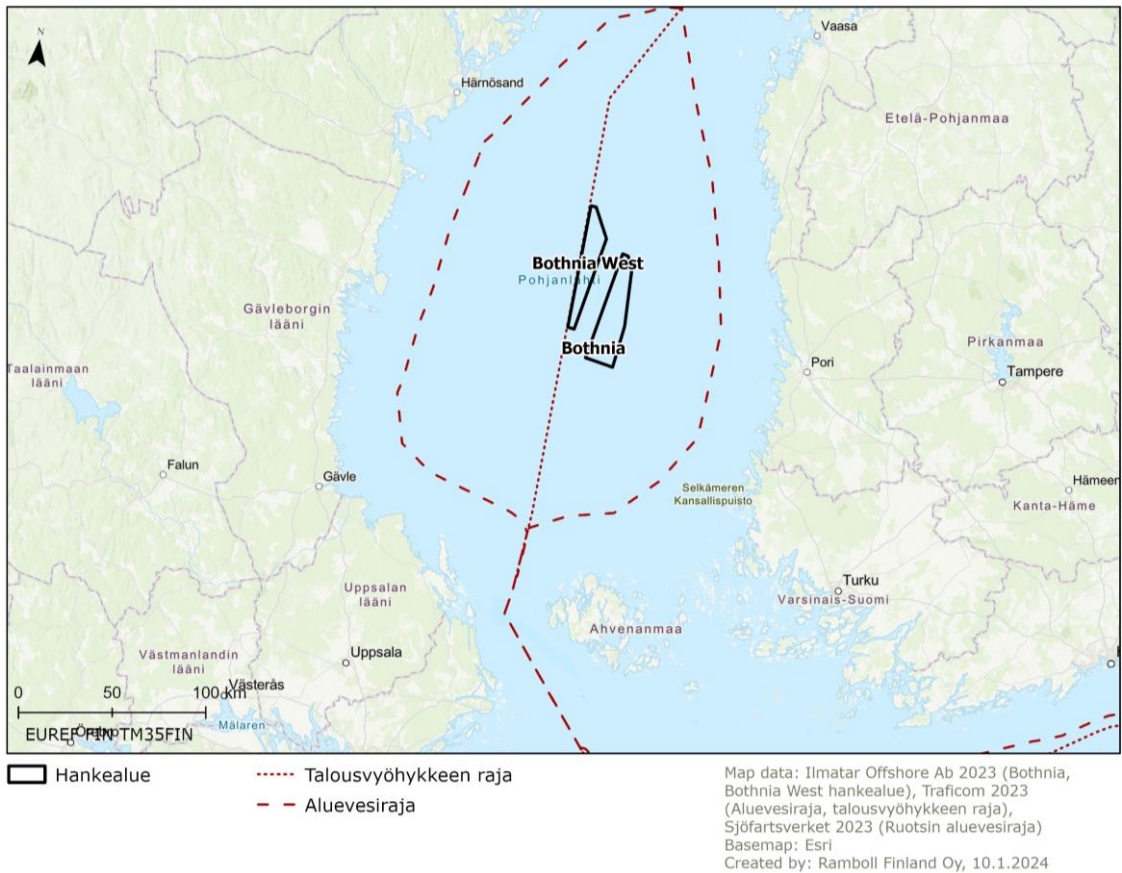 N
Vaasa
Härnösand
Etelä-Pohjanmaa
Bothnia West
Pohjanlahti
Gävleborgin
lääni
Bothnia
Pirkanmaa
Taalainmaan
lääni
Pori
Tampere
Falun
Gävle
Selkämeren
Kansallispuisto
Hämeen
Kanta-Häme
Uppsalan
lääni
Turku
Varsinais-Suomi
Ahvenanmaa
Västmanlandin
lääni
Uppsala
0 50 100 km
Västerås
Mälaren
EUREF FIN TM35FIN
Örebro
Hankealue
Talousvyöhykkeen raja
Aluevesiraja
Map data: Ilmatar Offshore Ab 2023 (Bothnia,
Bothnia West hankealue), Traficom 2023
(Aluevesiraja, talousvyöhykkeen raja),
Sjöfartsverket 2023 (Ruotsin aluevesiraja)
Basemap: Esri
Created by: Ramboll Finland Oy, 10.1.2024